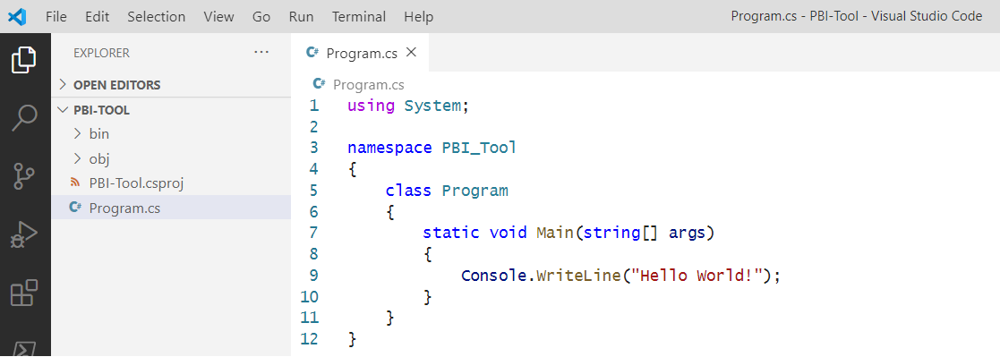 File Edit Selection View Go Run Terminal Help Program.cs - PBI-Tool - Visual Studio Code
EXPLORER ···
OPEN EDITORS
PBI-TOOL
bin
obj
PBI-Tool.csproj
C# Program.cs
C# Program.cs ×
C# Program.cs
1 using System;
2
3 namespace PBI_Tool
4 {
5     class Program
6     {
7         static void Main(string[] args)
8         {
9             Console.WriteLine("Hello World!");
10         }
11     }
12 }